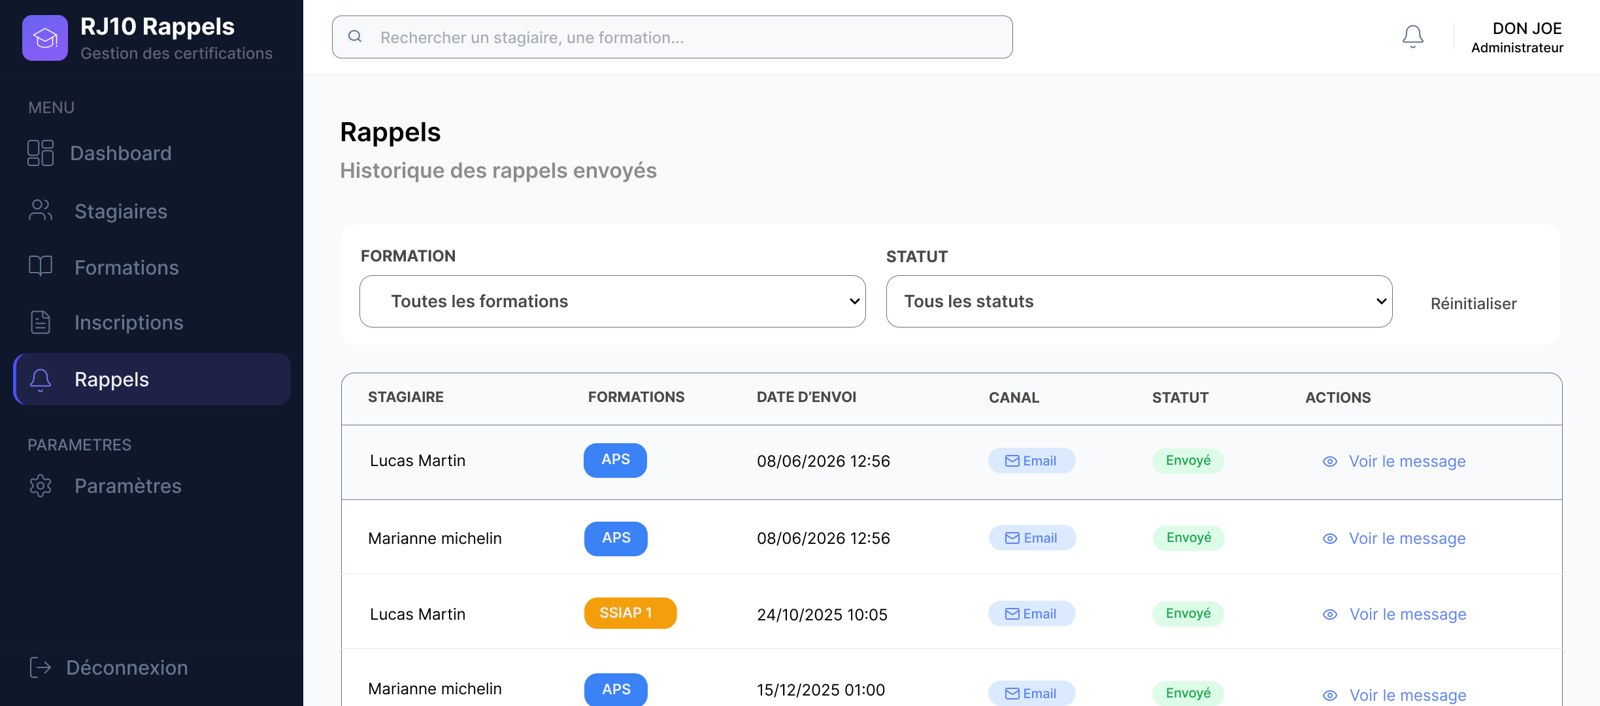 RJ10 Rappels
Gestion des certifications
MENU
Dashboard
Stagiaires
Formations
Inscriptions
Rappels
PARAMETRES
Paramètres
Déconnexion
Rechercher un stagiaire, une formation...
DON JOE
Administrateur
Rappels
Historique des rappels envoyés
FORMATION STATUT
Toutes les formations Tous les statuts Réinitialiser
STAGIAIRE FORMATIONS DATE D’ENVOI CANAL STATUT ACTIONS
Lucas Martin APS 08/06/2026 12:56 Email Envoyé Voir le message
Marianne michelin APS 08/06/2026 12:56 Email Envoyé Voir le message
Lucas Martin SSIAP 1 24/10/2025 10:05 Email Envoyé Voir le message
Marianne michelin APS 15/12/2025 01:00 Email Envoyé Voir le message